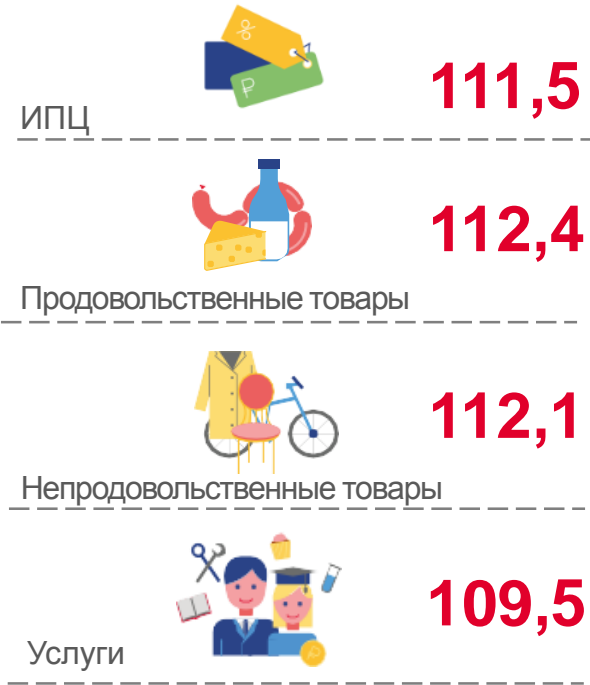 %
₽
111,5
ИПЦ
112,4
Продовольственные товары
112,1
Непродовольственные товары
109,5
Услуги
₽